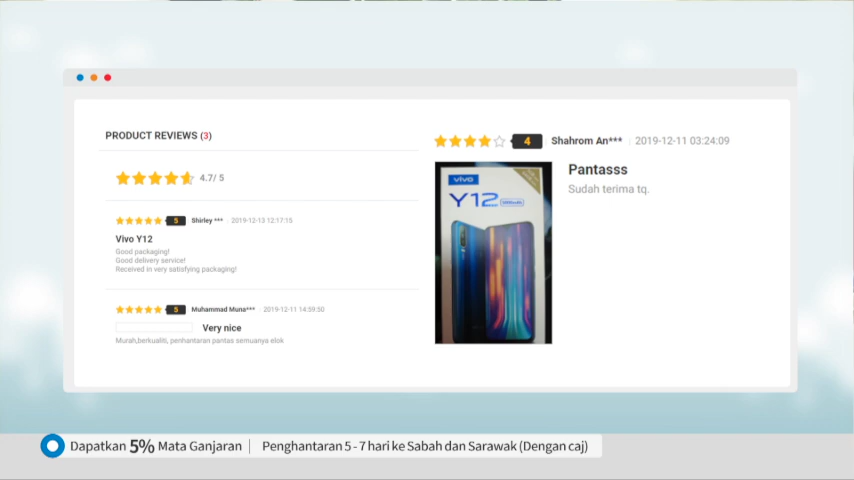 PRODUCT REVIEWS (3)
4.7/ 5
5 Shirley *** 2019-12-13 12:17:15
Vivo Y12
Good packaging!
Good delivery service!
Received in very satisfying packaging!
5 Muhammad Muna*** 2019-12-11 14:59:50
Very nice
Murah,berkualiti, penhantaran pantas semuanya elok
4 Shahrom An*** 2019-12-11 03:24:09
Pantasss
Sudah terima tq.
vivo
Y12
Dapatkan 5% Mata Ganjaran | Penghantaran 5 - 7 hari ke Sabah dan Sarawak (Dengan caj)